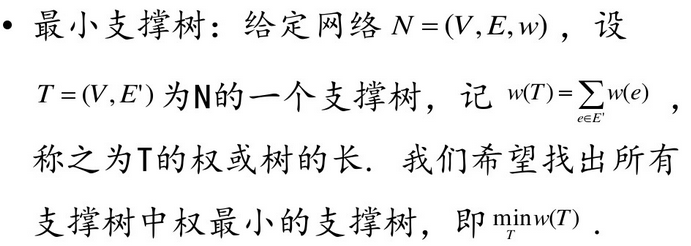 • 最小支撑树：给定网络 N = (V, E, w) ，设
T = (V, E') 为N的一个支撑树，记 w(T) = ∑_{e∈E'} w(e) ，
称之为T的权或树的长. 我们希望找出所有
支撑树中权最小的支撑树，即 min_T w(T) .